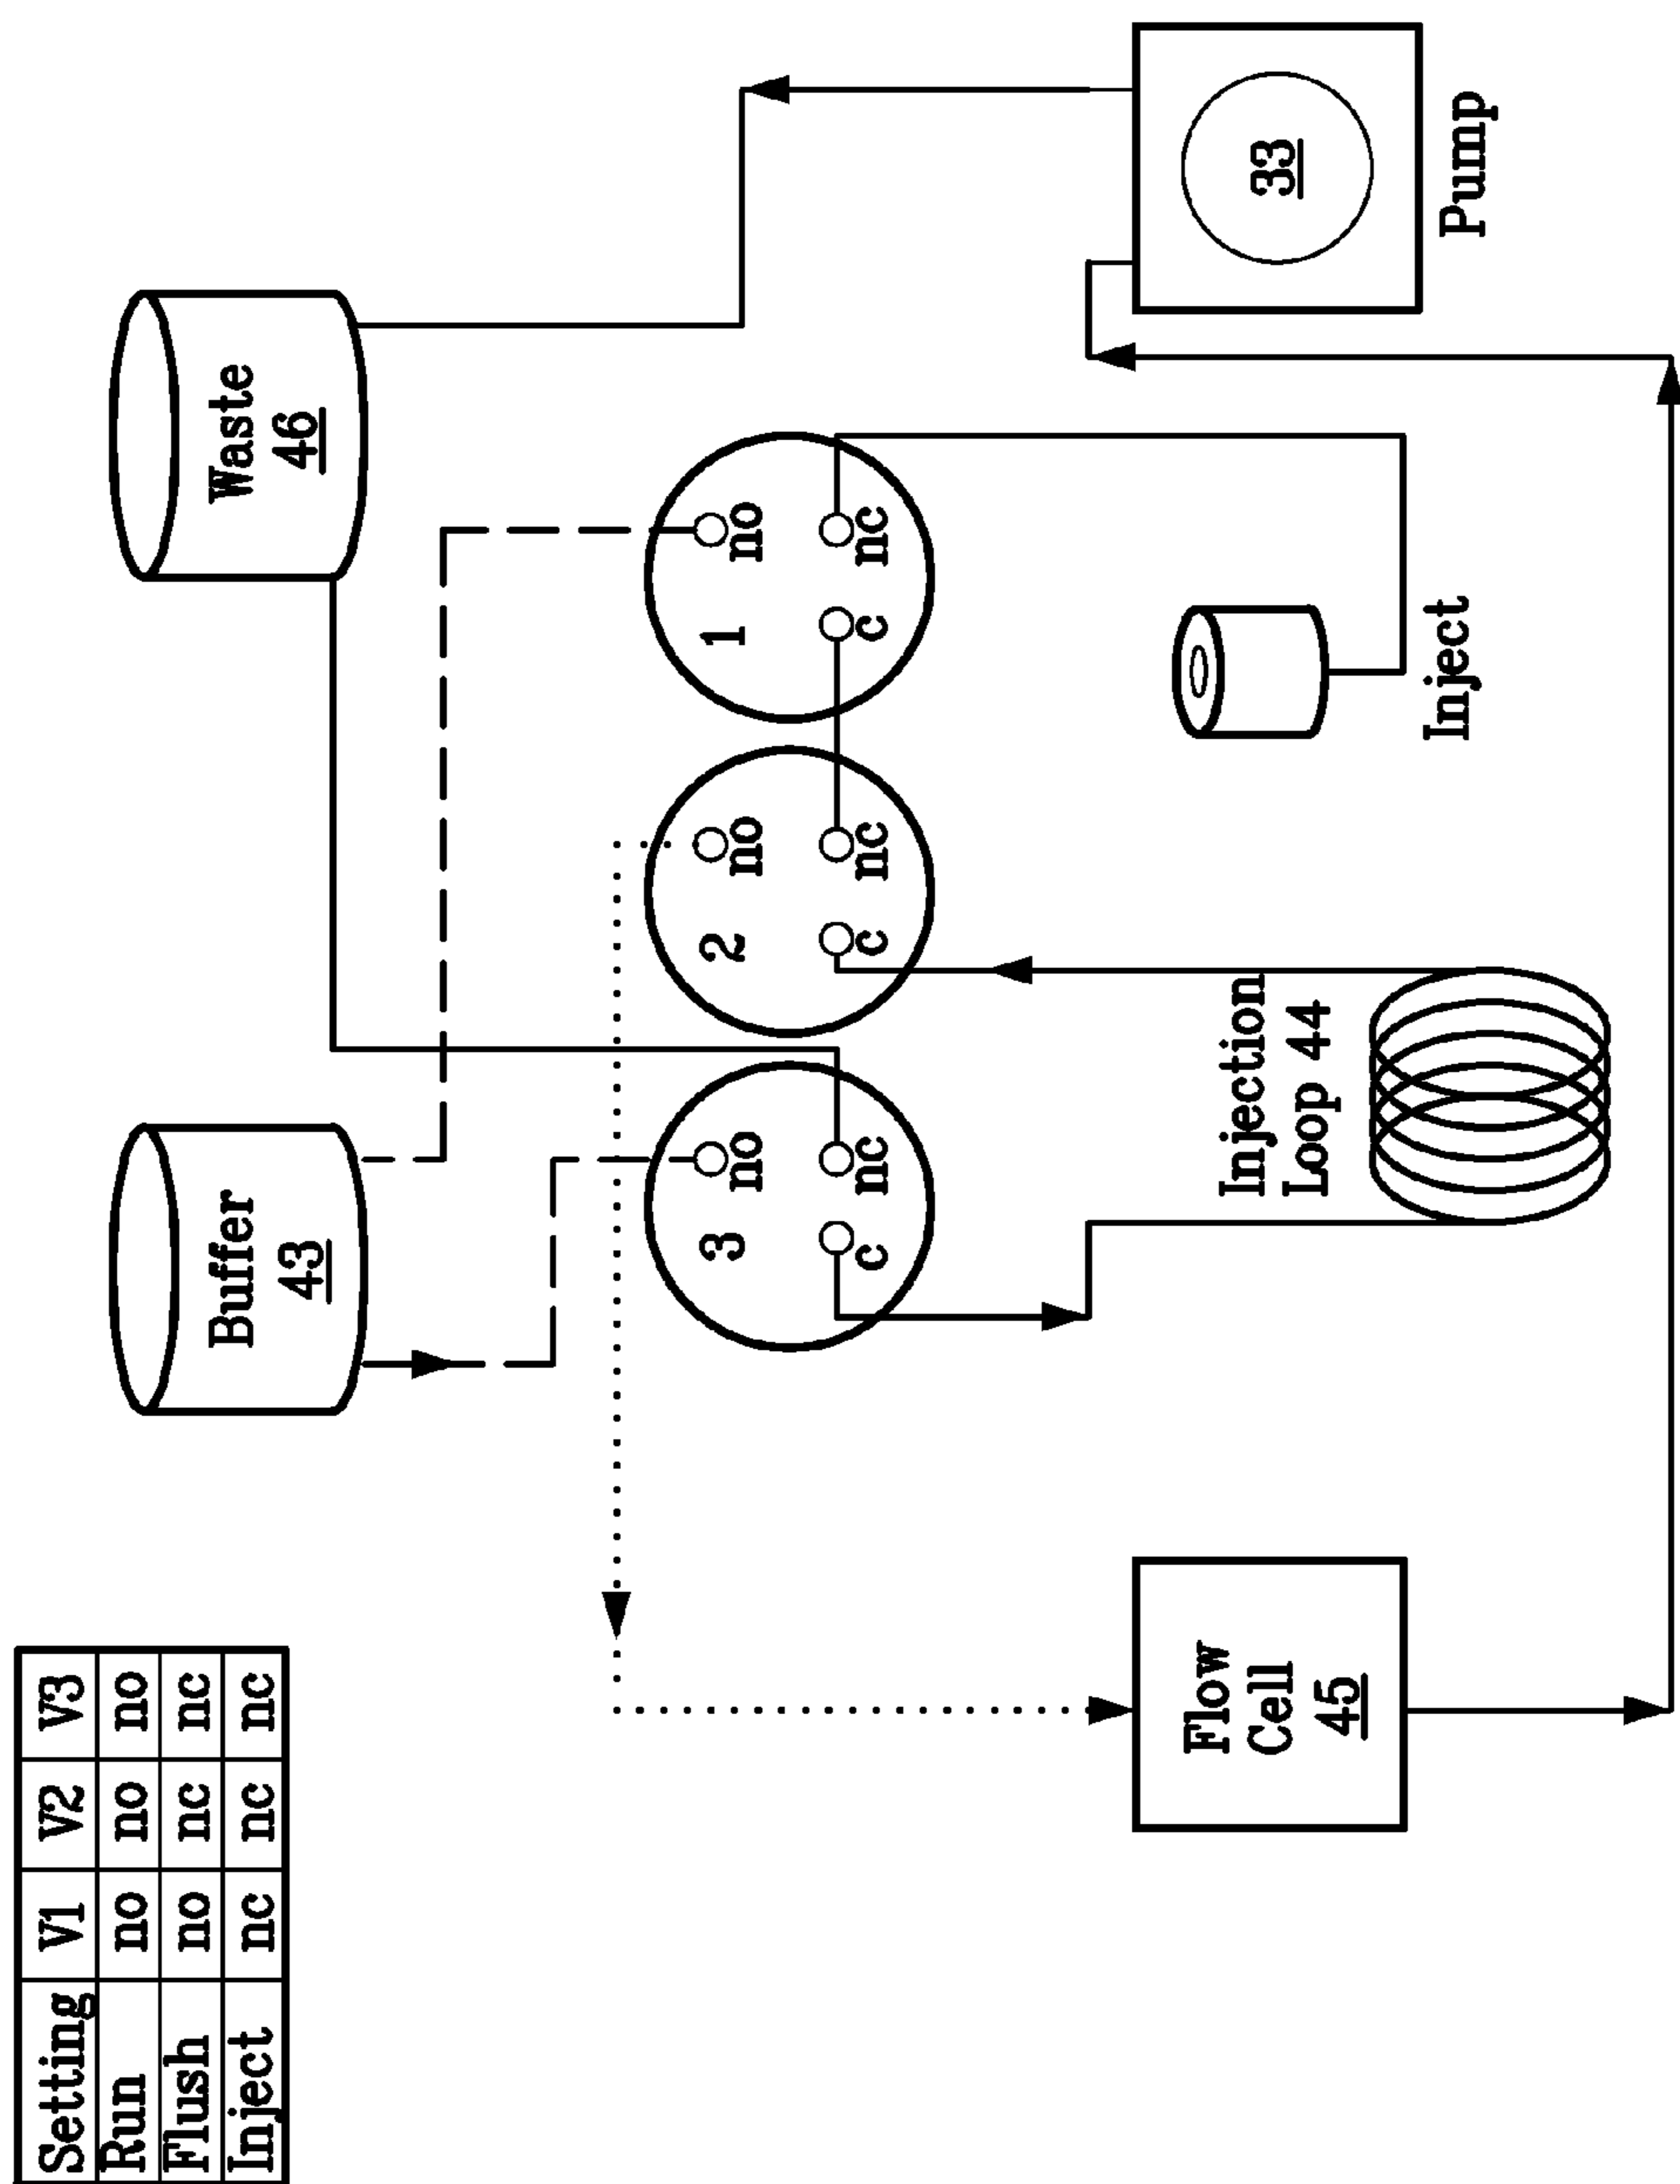 Setting V1 V2 V3
Run no no no
Flush no nc nc
Inject nc nc nc
Buffer
43
Waste
46
3
no
c
nc
2
no
c
nc
1
no
c
nc
Flow
Cell
45
Injection
Loop 44
Inject
33
Pump